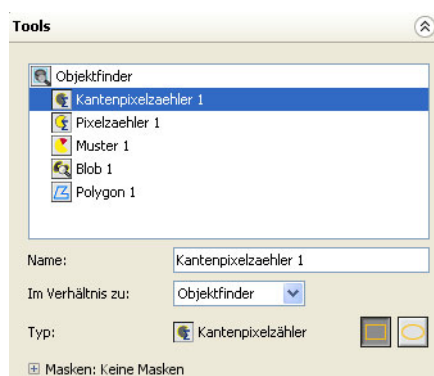 Tools
Objektfinder
Kantenpixelzaehler 1
Pixelzaehler 1
Muster 1
Blob 1
Polygon 1
Name: Kantenpixelzaehler 1
Im Verhältnis zu: Objektfinder
Typ: Kantenpixelzähler
Masken: Keine Masken